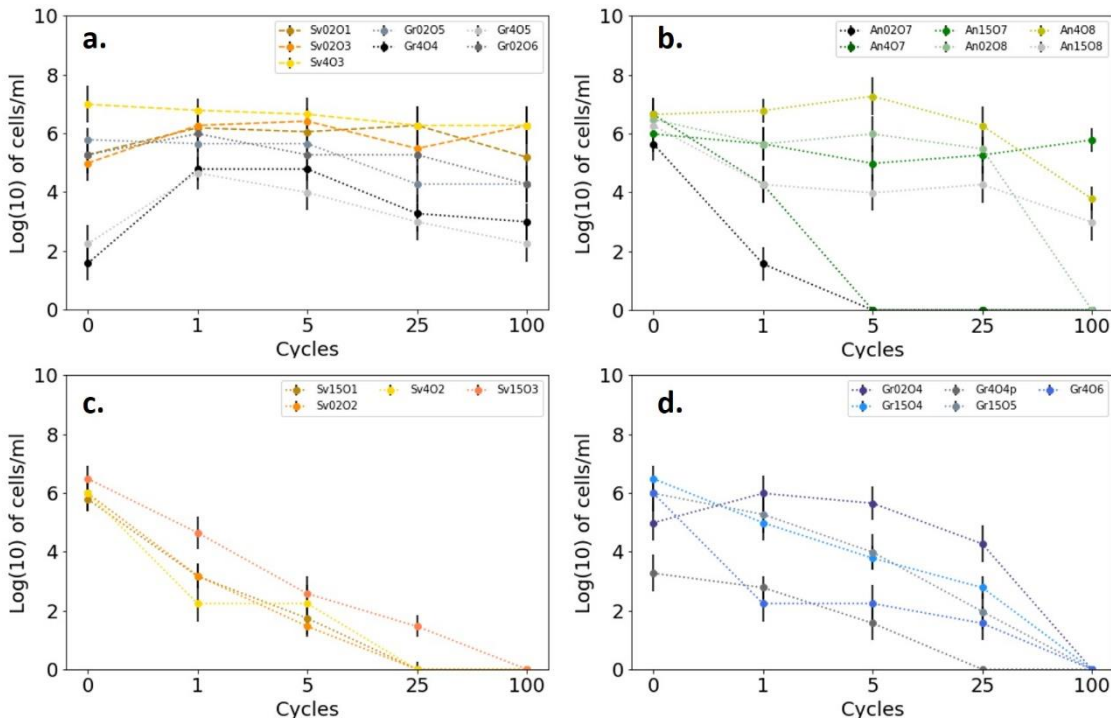 a.
Sv02O1 Gr02O5 Gr4O5
Sv02O3 Gr4O4 Gr02O6
Sv4O3
10
8
6
4
2
0
Log(10) of cells/ml
0 1 5 25 100
Cycles
b.
An02O7 An15O7 An4O8
An4O7 An02O8 An15O8
10
8
6
4
2
0
Log(10) of cells/ml
0 1 5 25 100
Cycles
c.
Sv15O1 Sv4O2 Sv15O3
Sv02O2
10
8
6
4
2
0
Log(10) of cells/ml
0 1 5 25 100
Cycles
d.
Gr02O4 Gr4O4p Gr4O6
Gr15O4 Gr15O5
10
8
6
4
2
0
Log(10) of cells/ml
0 1 5 25 100
Cycles